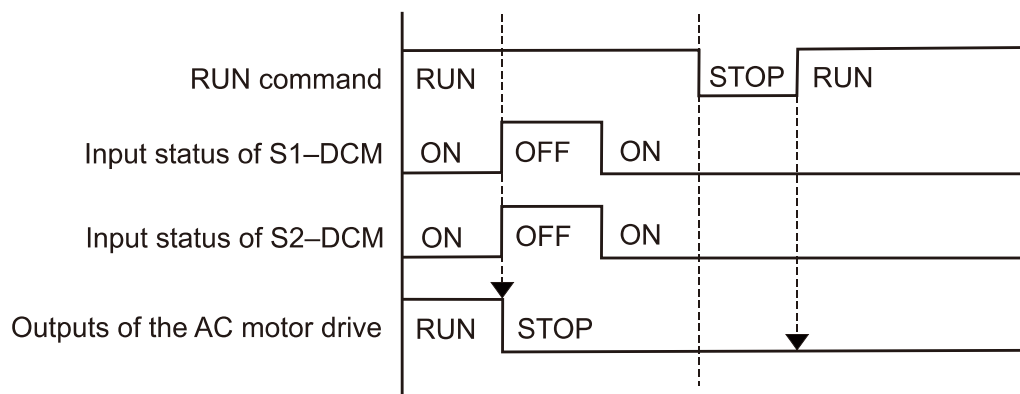 RUN command RUN STOP RUN
Input status of S1–DCM ON OFF ON
Input status of S2–DCM ON OFF ON
Outputs of the AC motor drive RUN STOP